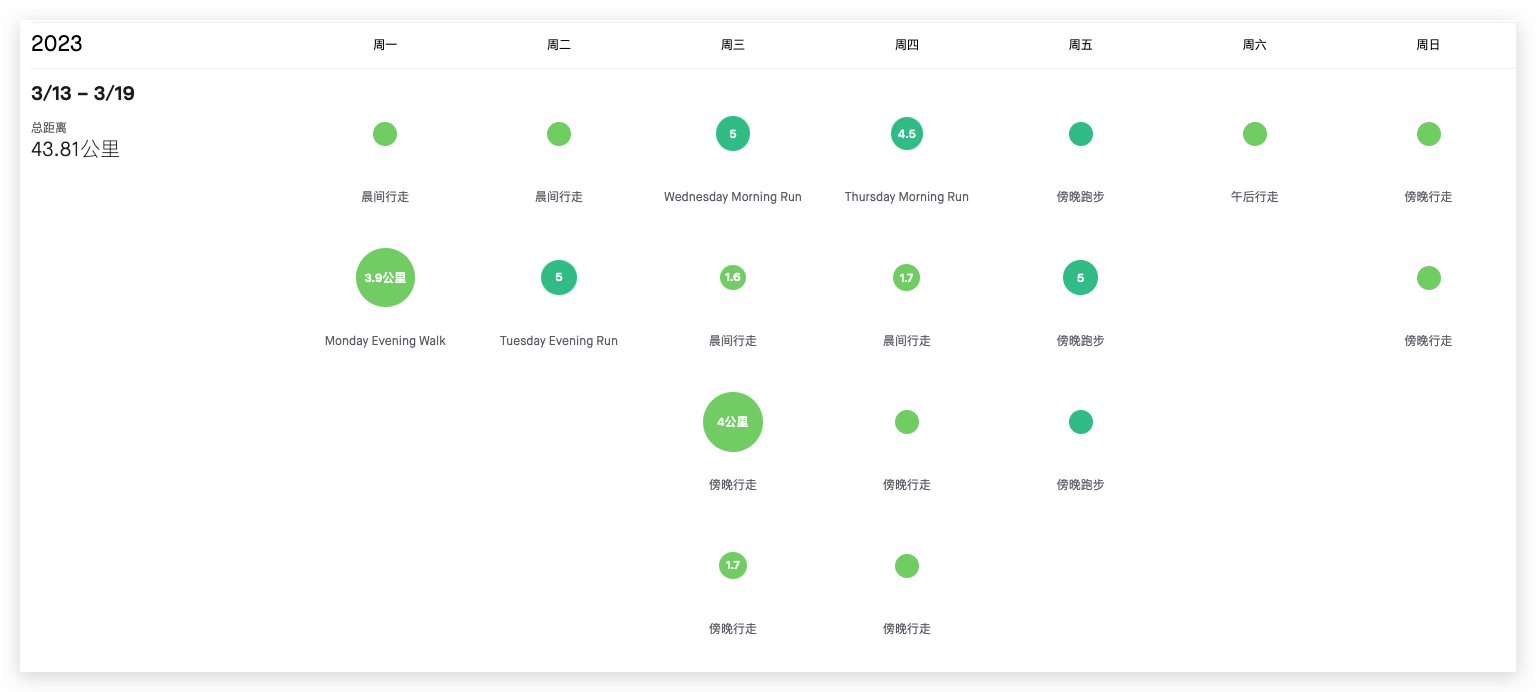 2023
周一
周二
周三
周四
周五
周六
周日
3/13 – 3/19
总距离
43.81公里
5
4.5
晨间行走
晨间行走
Wednesday Morning Run
Thursday Morning Run
傍晚跑步
午后行走
傍晚行走
3.9公里
5
1.6
1.7
5
Monday Evening Walk
Tuesday Evening Run
晨间行走
晨间行走
傍晚跑步
傍晚行走
4公里
傍晚行走
傍晚行走
傍晚跑步
1.7
傍晚行走
傍晚行走